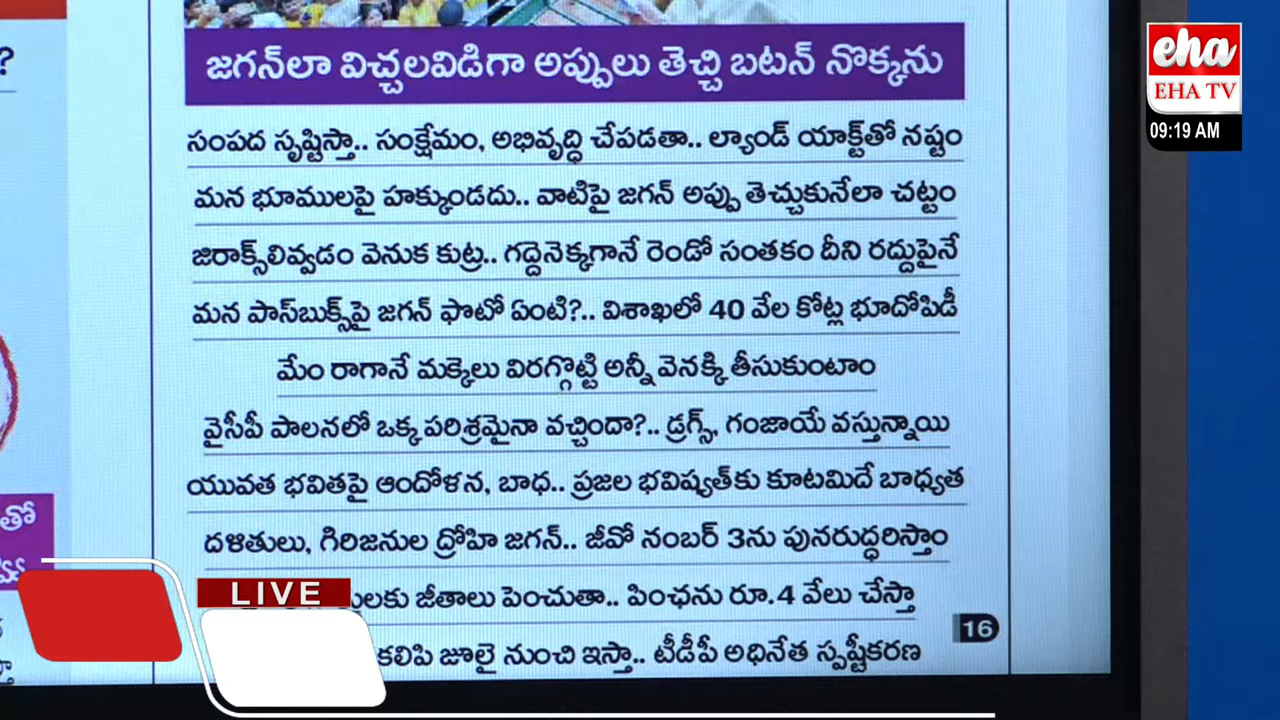 జగన్‌లా విచ్చలవిడిగా అప్పులు తెచ్చి బటన్ నొక్కను
సంపద సృష్టిస్తా.. సంక్షేమం, అభివృద్ధి చేపడతా.. ల్యాండ్ యాక్ట్‌తో నష్టం
మన భూములపై హక్కుండదు.. వాటిపై జగన్ అప్పు తెచ్చుకునేలా చట్టం
జిరాక్స్‌లివ్వడం వెనుక కుట్ర.. గద్దెనెక్కగానే రెండో సంతకం దీని రద్దుపైనే
మన పాస్‌బుక్స్‌పై జగన్ ఫొటో ఏంటి?.. విశాఖలో 40 వేల కోట్ల భూదోపిడీ
మేం రాగానే మక్కెలు విరగ్గొట్టి అన్నీ వెనక్కి తీసుకుంటాం
వైసీపీ పాలనలో ఒక్క పరిశ్రమైనా వచ్చిందా?.. డ్రగ్స్, గంజాయే వస్తున్నాయి
యువత భవితపై ఆందోళన, బాధ.. ప్రజల భవిష్యత్‌కు కూటమిదే బాధ్యత
దళితులు, గిరిజనుల ద్రోహి జగన్.. జీవో నంబర్ 3ను పునరుద్ధరిస్తాం
లకు జీతాలు పెంచుతా.. పింఛను రూ.4 వేలు చేస్తా
కలిపి జూలై నుంచి ఇస్తా.. టీడీపీ అధినేత స్పష్టీకరణ
16
?
తో
eha
EHA TV
09:19 AM
LIVE